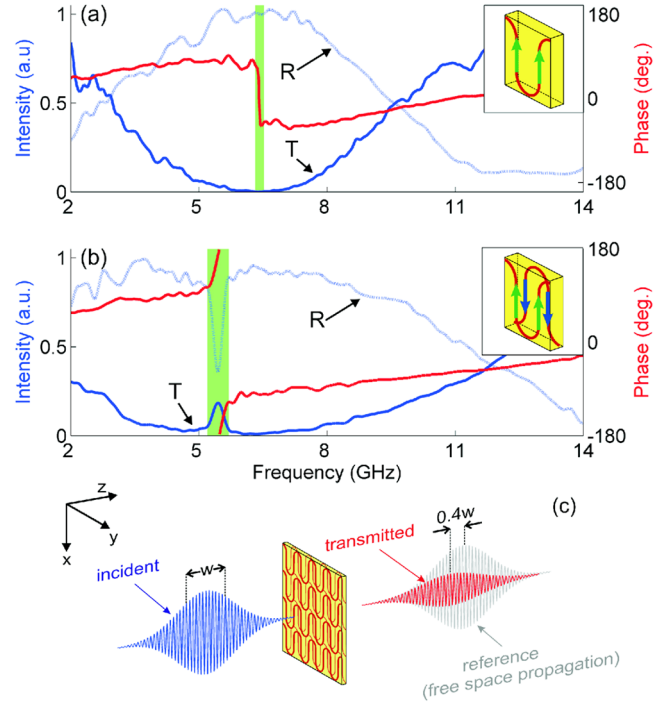 (a)
Intensity (a.u)
1
0.5
0
R
T
180
0
-180
Phase (deg.)
2
5
8
11
14
(b)
Intensity (a.u.)
1
0.5
0
R
T
180
0
-180
Phase (deg.)
2
5
8
11
14
Frequency (GHz)
(c)
z
y
x
incident
w
0.4w
transmitted
reference
(free space propagation)